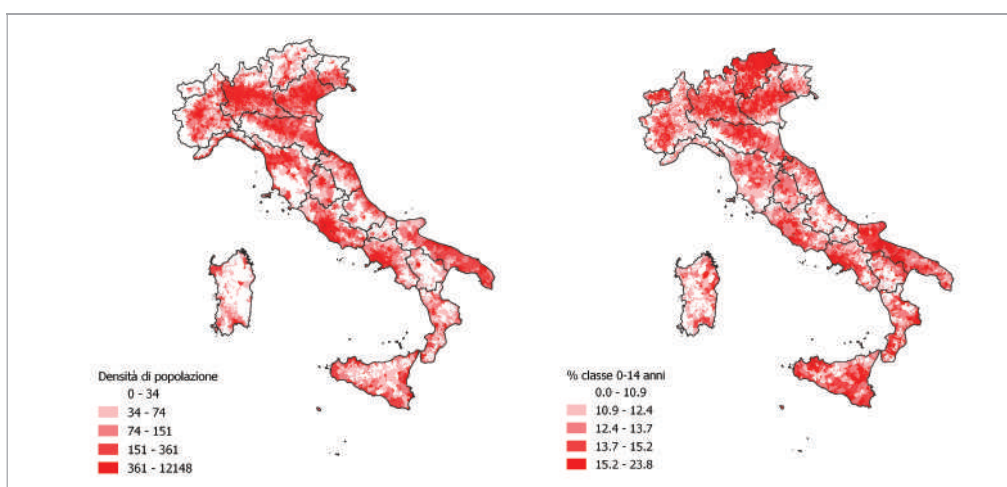 Densità di popolazione
0 - 34
34 - 74
74 - 151
151 - 361
361 - 12148
% classe 0-14 anni
0.0 - 10.9
10.9 - 12.4
12.4 - 13.7
13.7 - 15.2
15.2 - 23.8